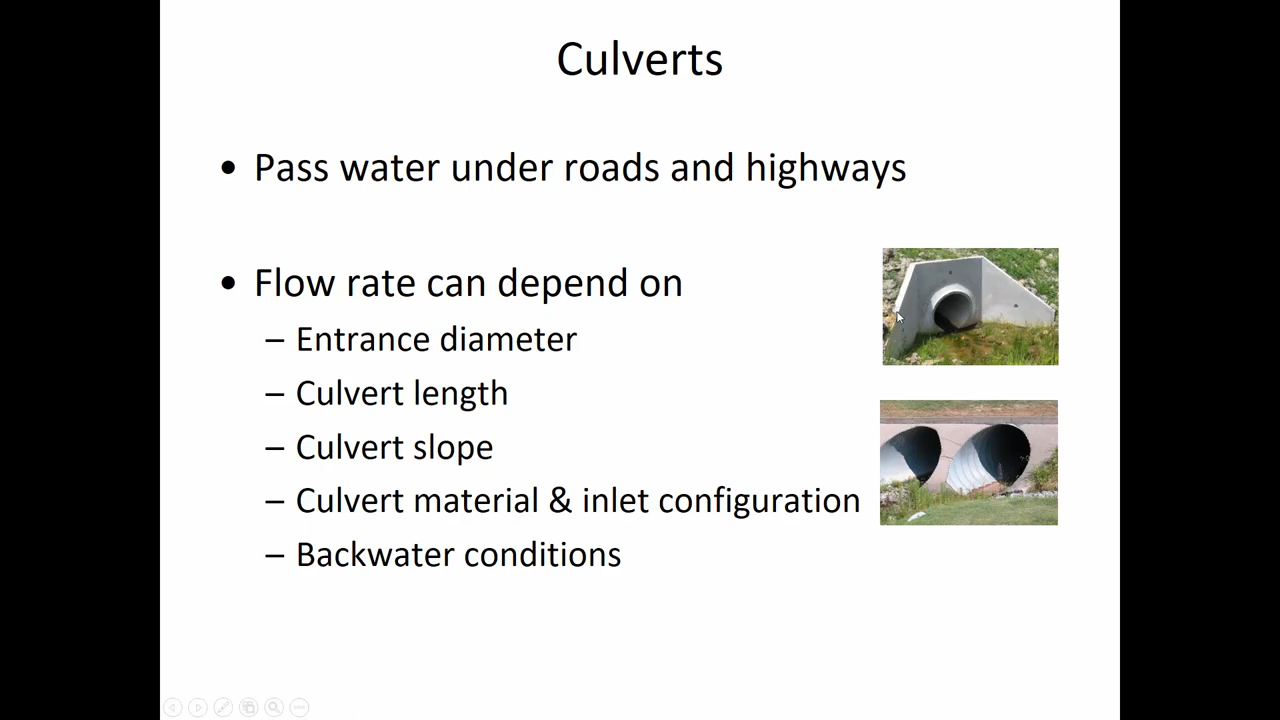 Culverts
• Pass water under roads and highways
• Flow rate can depend on
– Entrance diameter
– Culvert length
– Culvert slope
– Culvert material & inlet configuration
– Backwater conditions